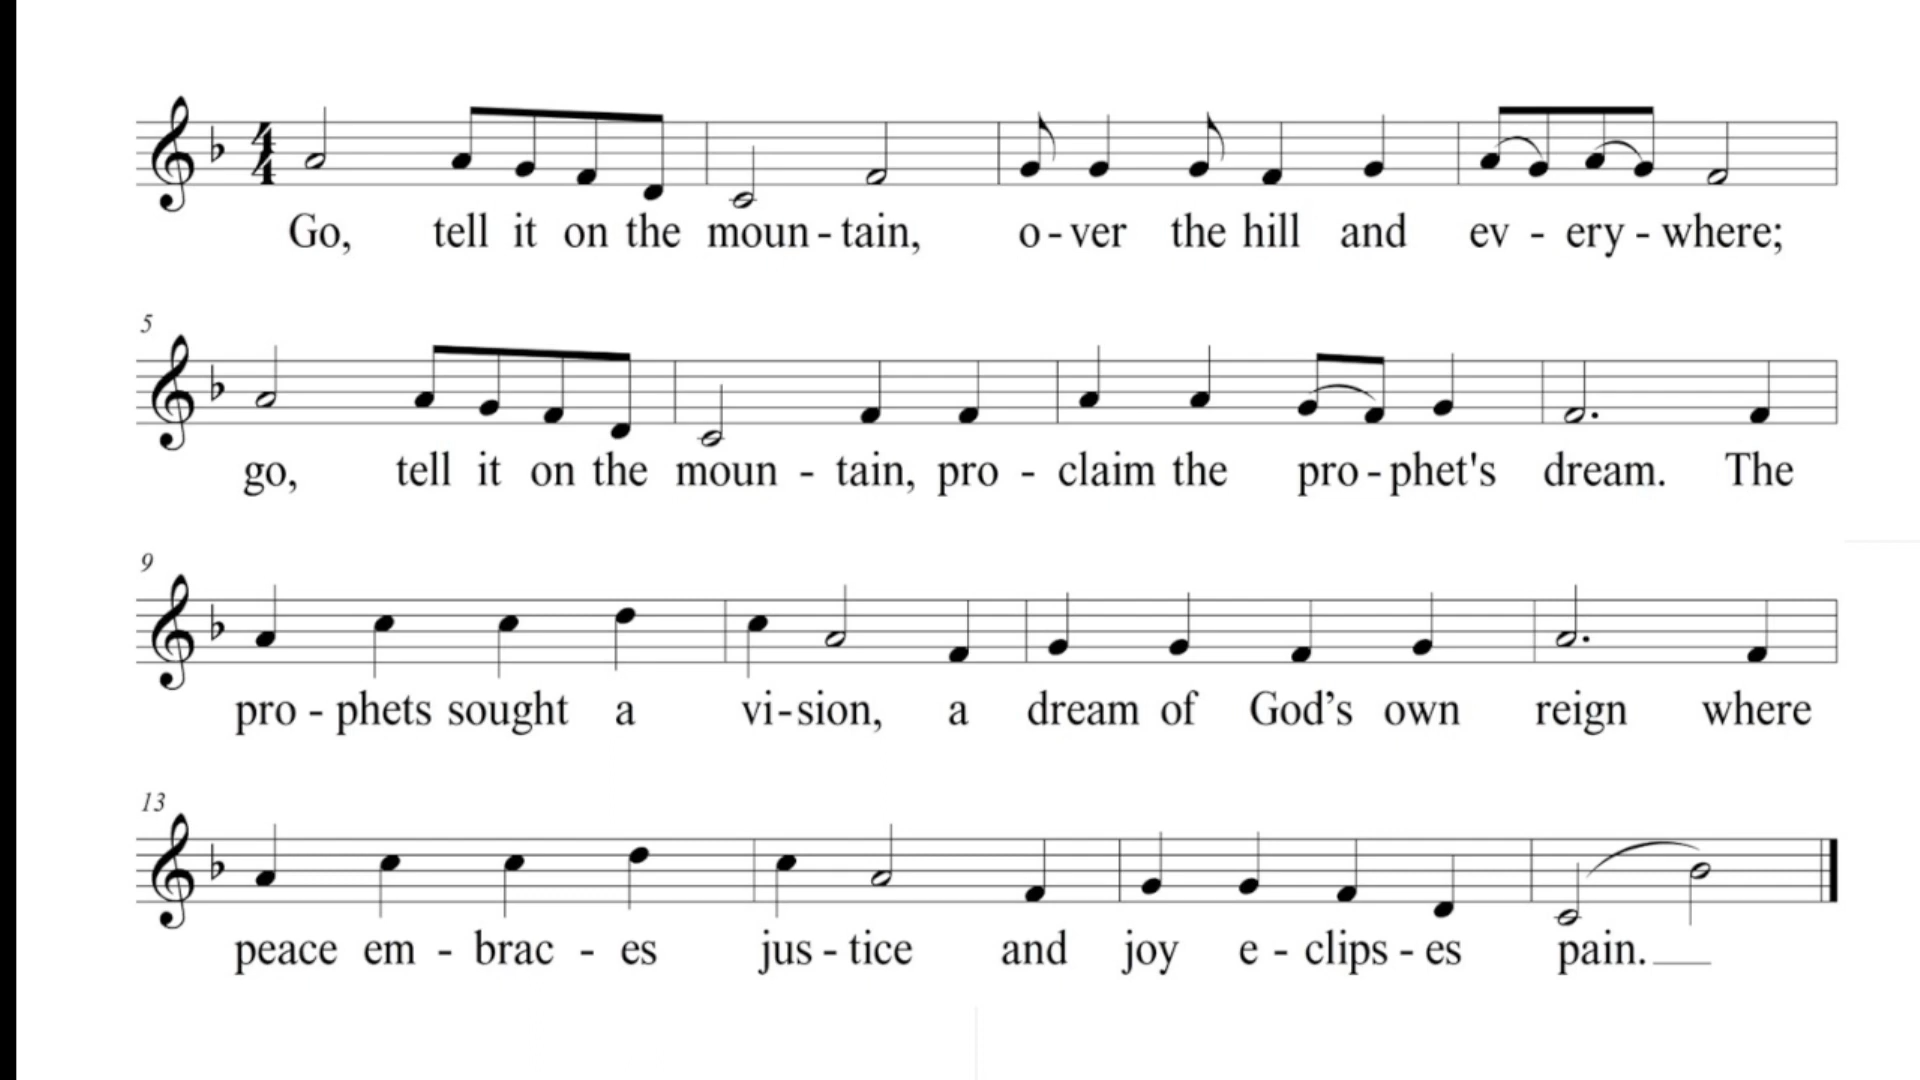 4
4
Go, tell it on the moun - tain, o - ver the hill and ev - ery - where;
5
go, tell it on the moun - tain, pro - claim the pro - phet's dream. The
9
pro - phets sought a vi - sion, a dream of God’s own reign where
13
peace em - brac - es jus - tice and joy e - clips - es pain.